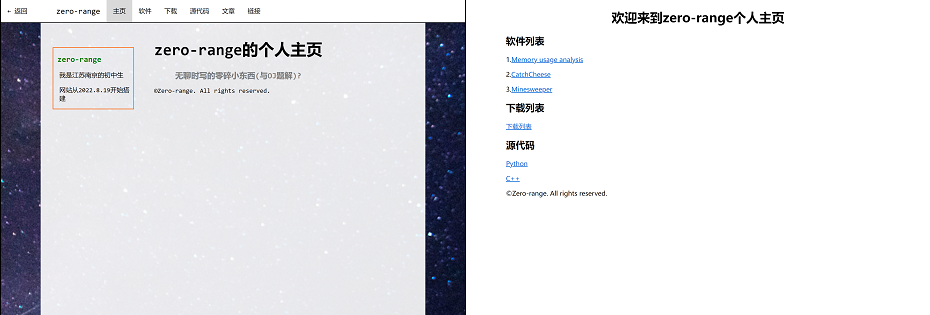 ← 返回 zero-range 主页 软件 下载 源代码 文章 链接
zero-range
我是江苏南京的初中生
网站从2022.8.19开始搭
建
zero-range的个人主页
无聊时写的零碎小东西(与OJ题解)?
©Zero-range. All rights reserved.
欢迎来到zero-range个人主页
软件列表
1.Memory usage analysis
2.CatchCheese
3.Minesweeper
下载列表
下载列表
源代码
Python
C++
©Zero-range. All rights reserved.